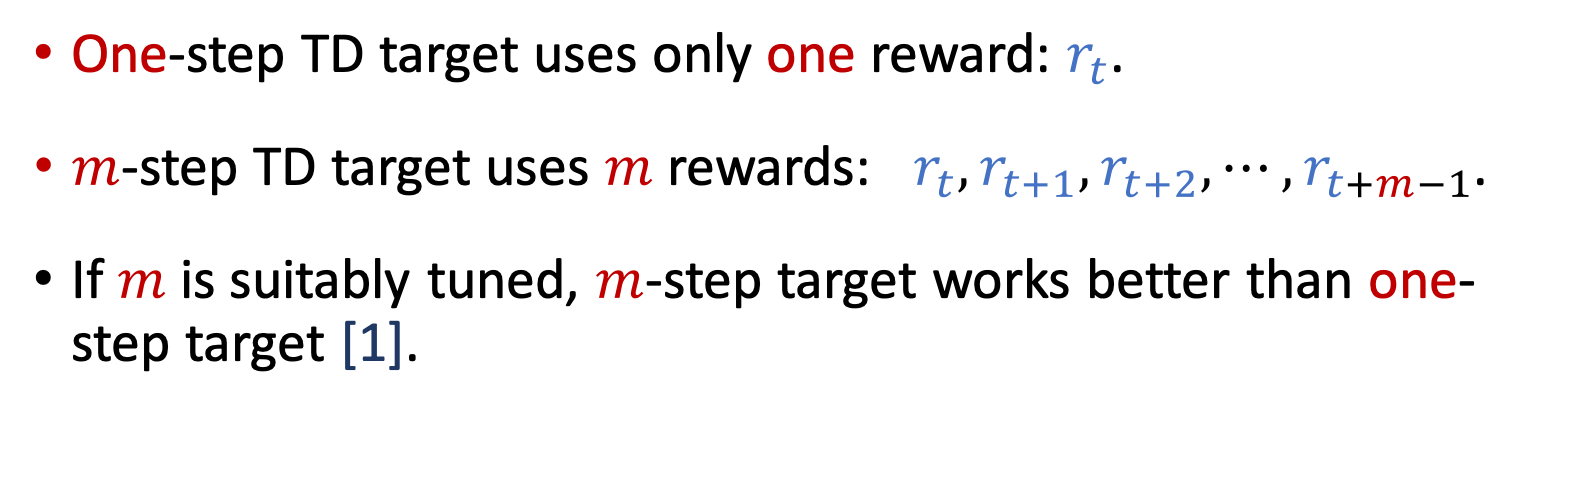 • One-step TD target uses only one reward: r_t.
• m-step TD target uses m rewards: r_t, r_{t+1}, r_{t+2}, ⋯ , r_{t+m−1}.
• If m is suitably tuned, m-step target works better than one-
step target [1].